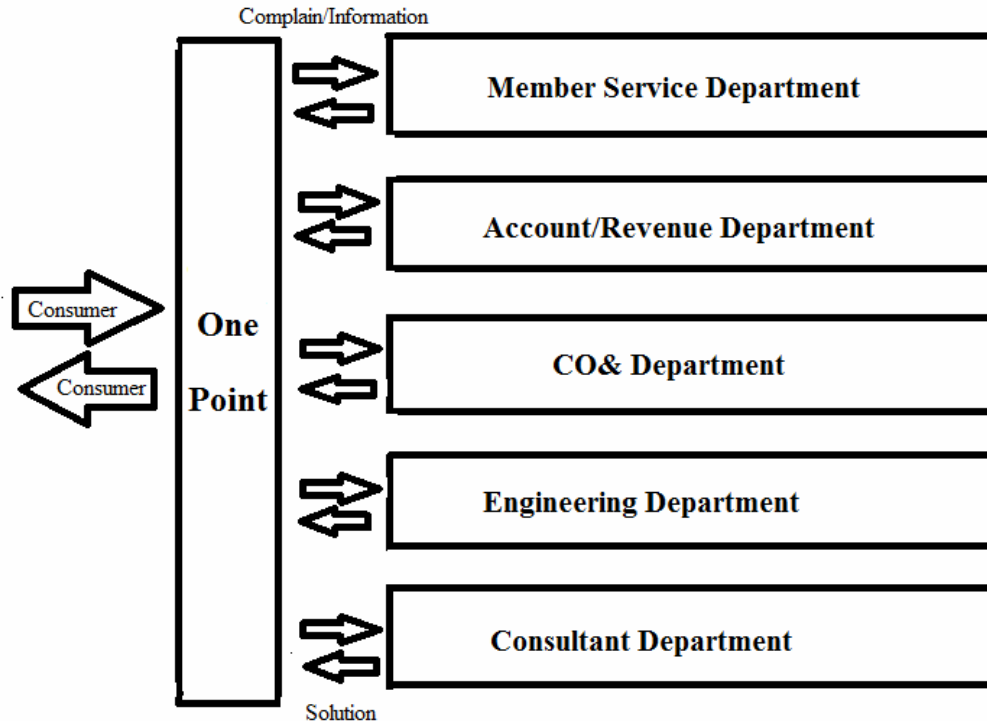 Complain/Information
Member Service Department
Account/Revenue Department
Consumer
One
Point
CO& Department
Consumer
Engineering Department
Consultant Department
Solution